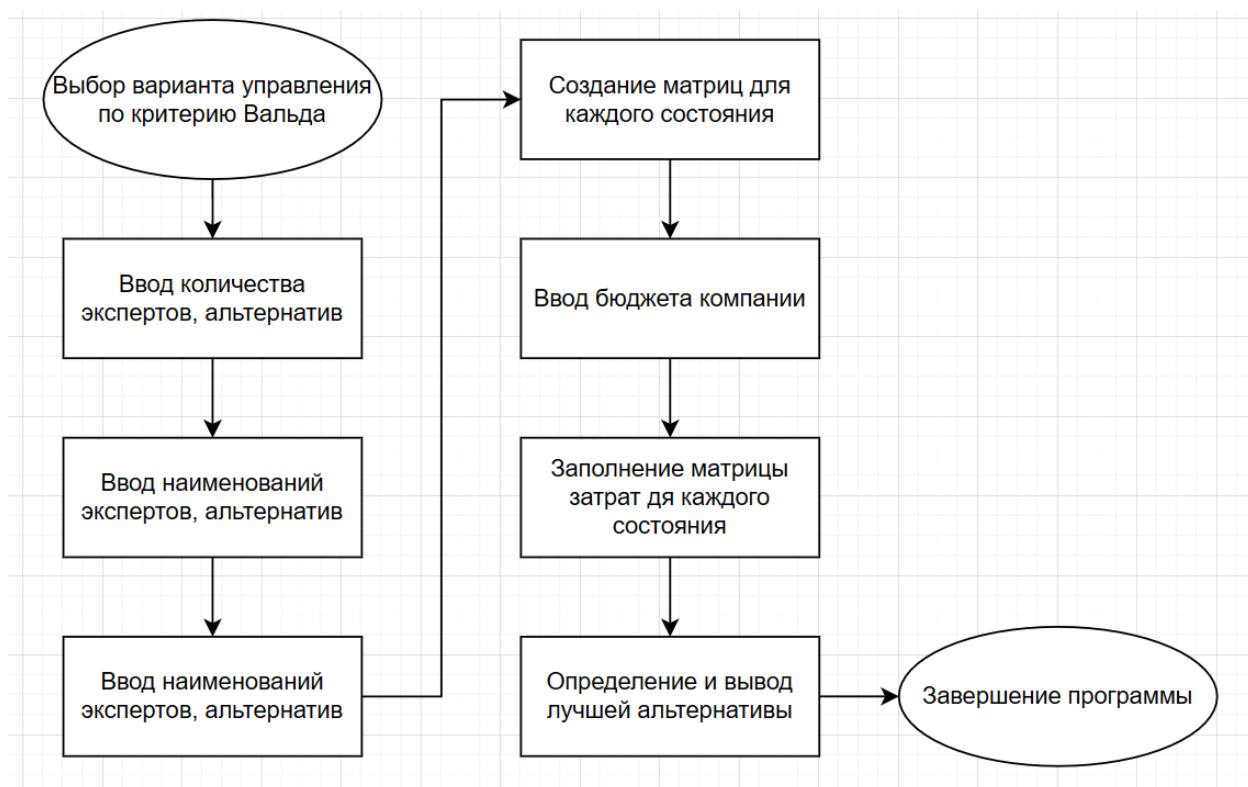 Выбор варианта управления
по критерию Вальда
Ввод количества
экспертов, альтернатив
Ввод наименований
экспертов, альтернатив
Ввод наименований
экспертов, альтернатив
Создание матриц для
каждого состояния
Ввод бюджета компании
Заполнение матрицы
затрат дя каждого
состояния
Определение и вывод
лучшей альтернативы
Завершение программы